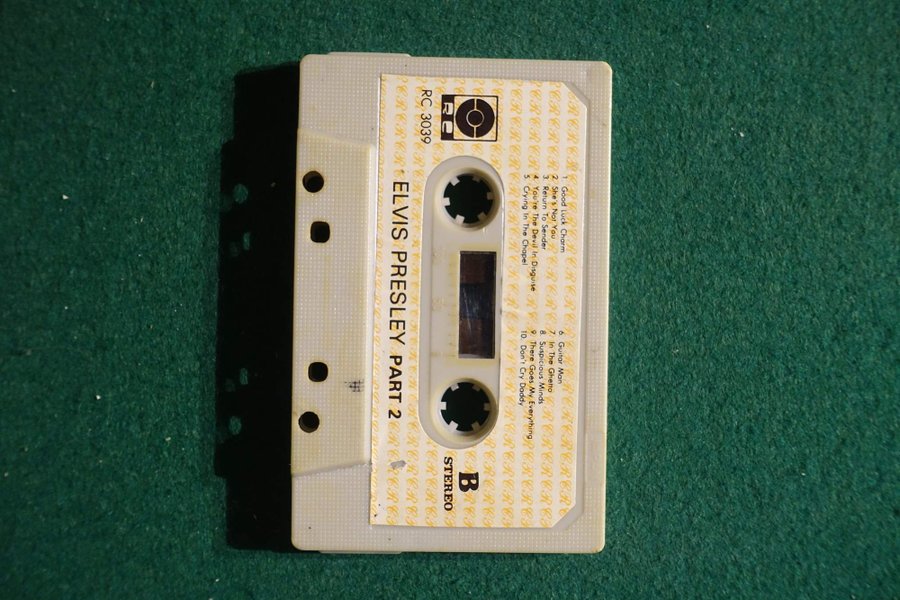 1. Good Luck Charm
2. She's Not You
3. Return To Sender
4. You're The Devil In Disguise
5. Crying In The Chapel
6. Guitar Man
7. In The Ghetto
8. Suspicious Minds
9. There Goes My Everything
10. Don't Cry Daddy
RC
RC 3039
B
STEREO
ELVIS PRESLEY PART 2